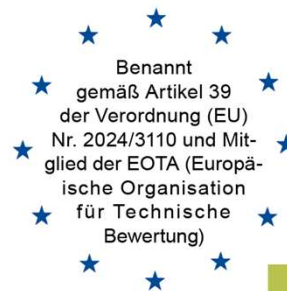 Benannt
gemäß Artikel 39
der Verordnung (EU)
Nr. 2024/3110 und Mit-
glied der EOTA (Europä-
ische Organisation
für Technische
Bewertung)